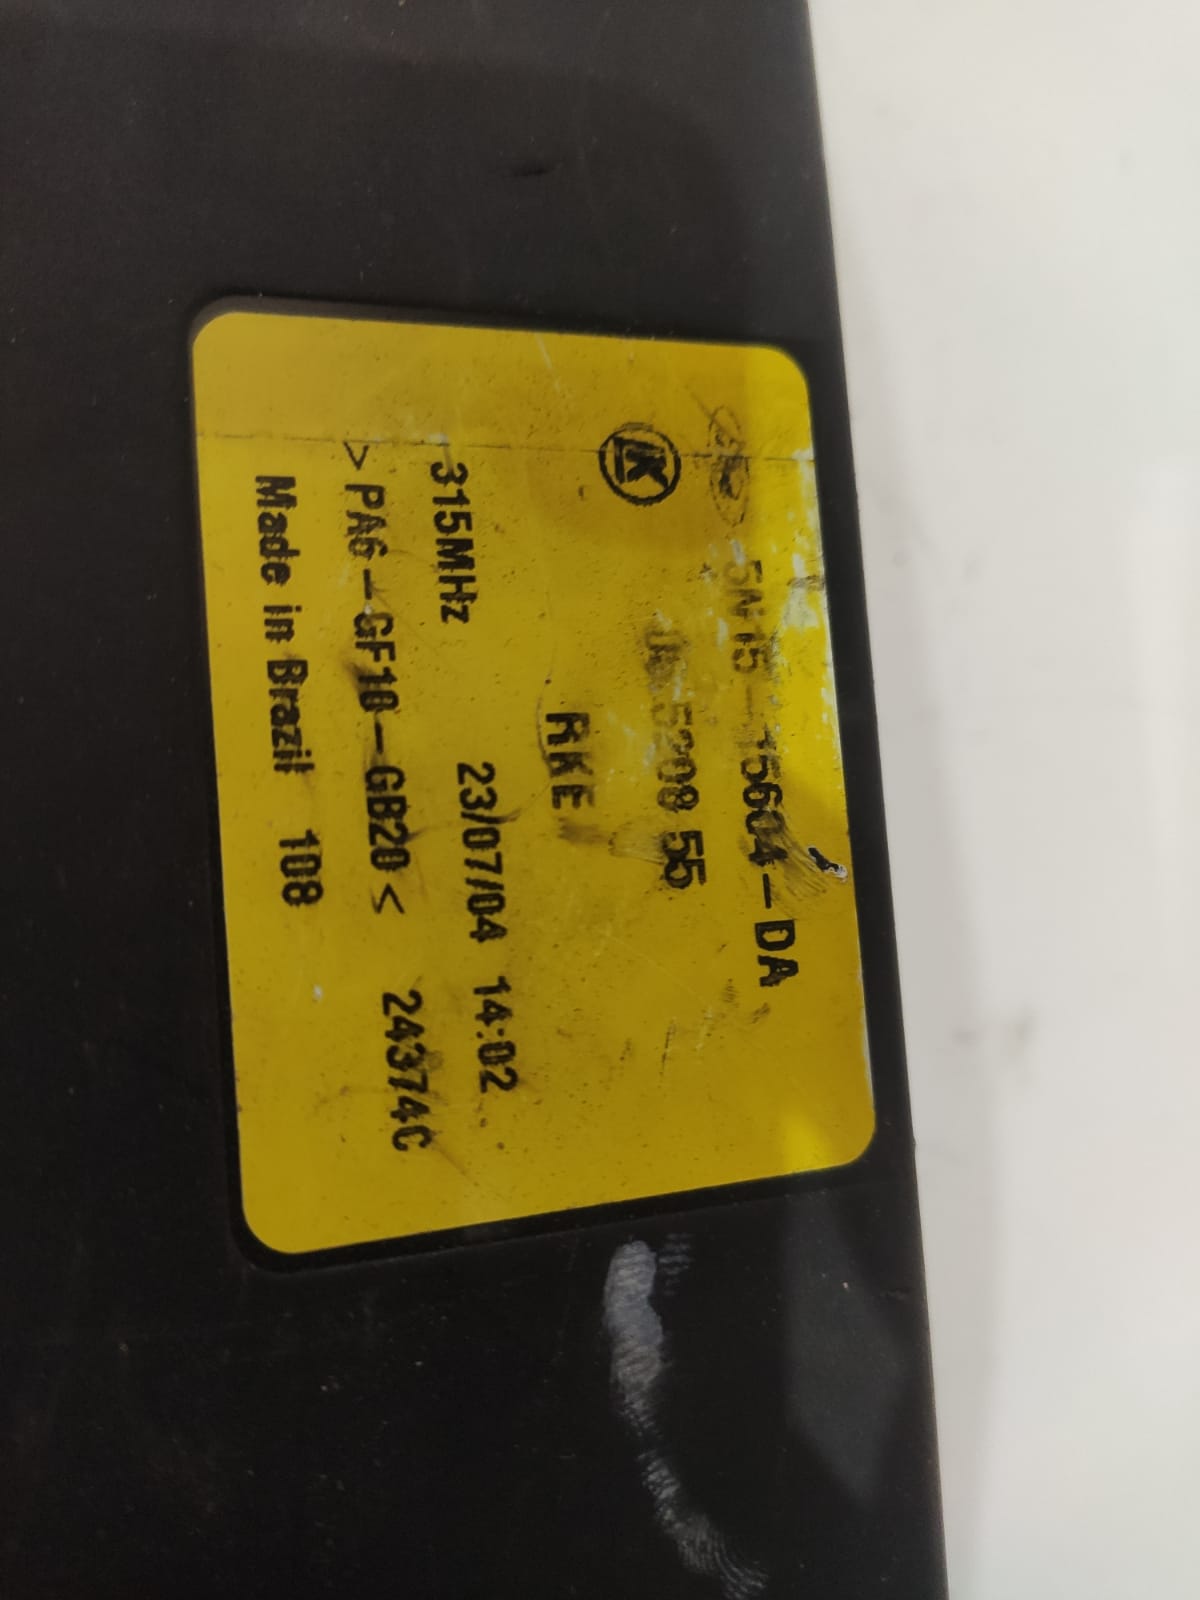 5N15-15604-DA
5208 55
RKE
315MHz 23/07/04 14:02
>PA6-GF10-GB20< 24374C
Made in Brazil 108